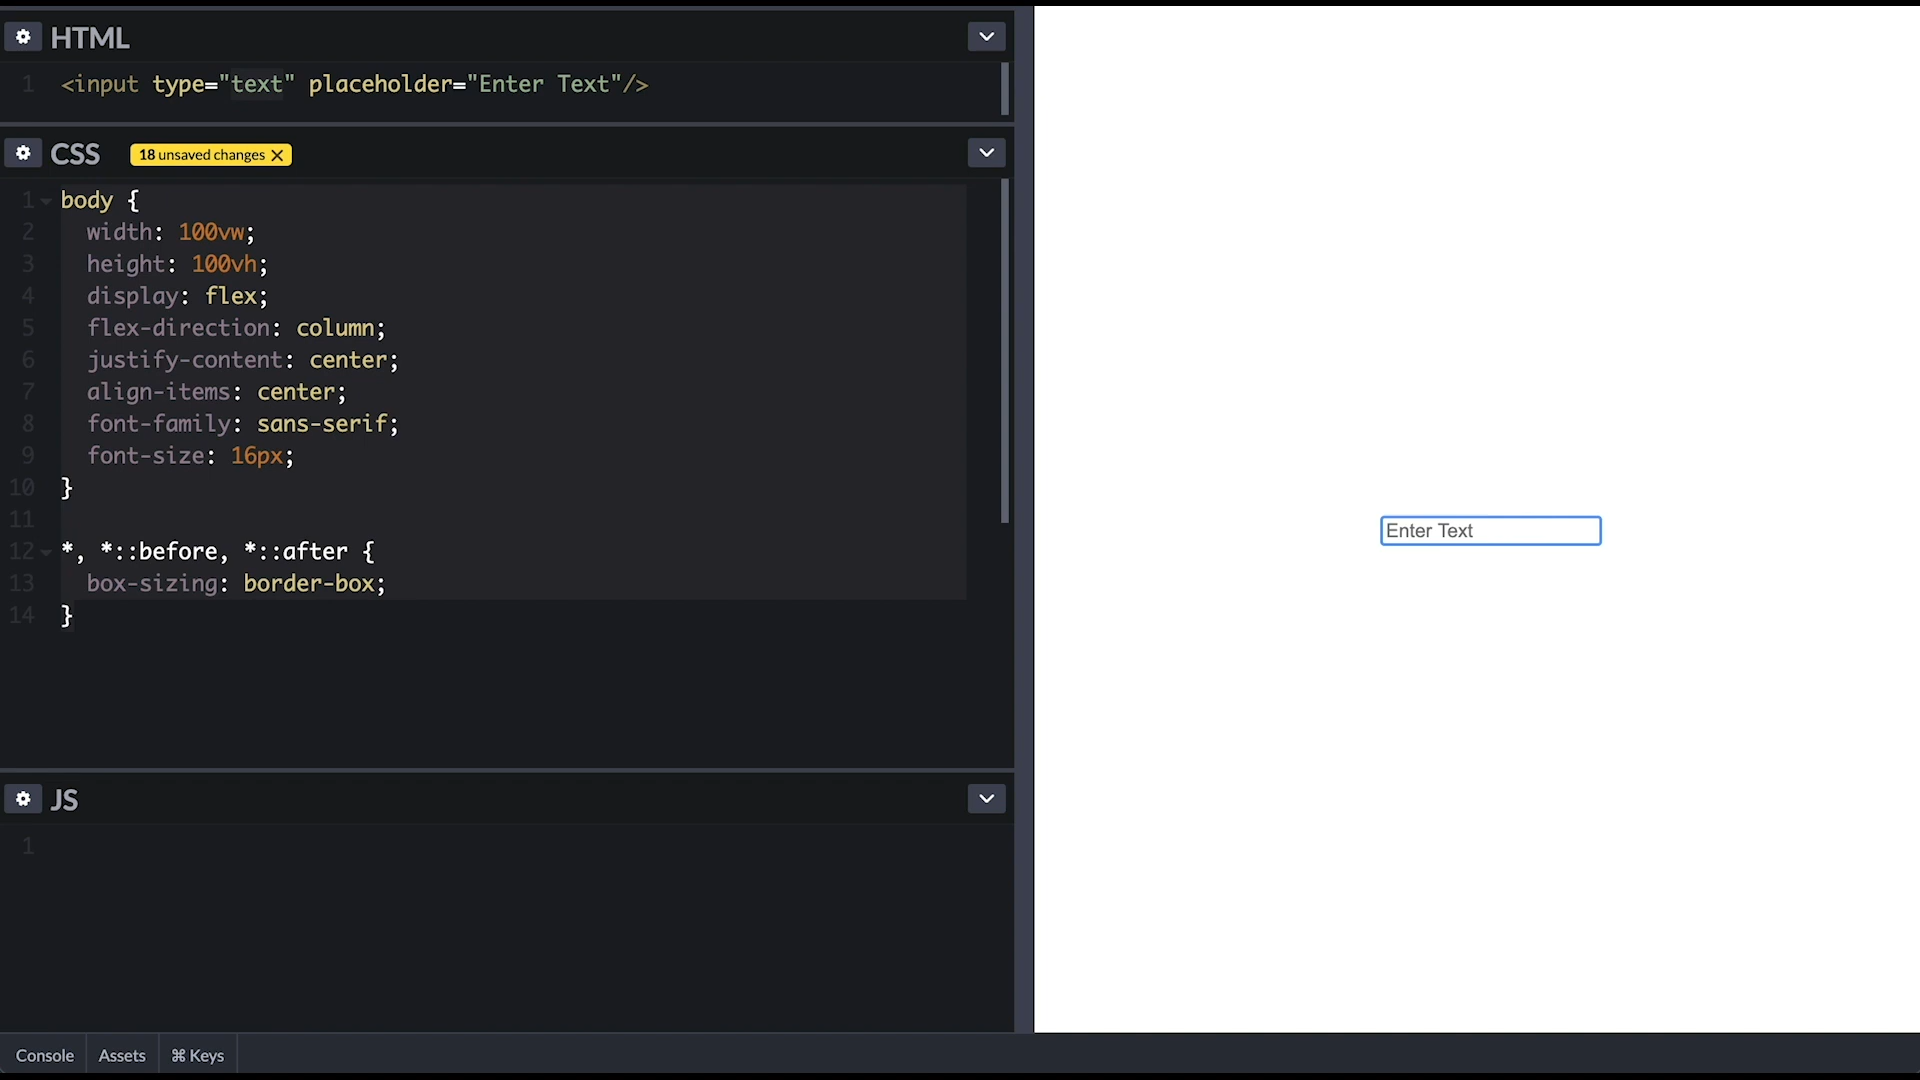 HTML
1 <input type="text" placeholder="Enter Text"/>
CSS 18 unsaved changes
1 body {
2 width: 100vw;
3 height: 100vh;
4 display: flex;
5 flex-direction: column;
6 justify-content: center;
7 align-items: center;
8 font-family: sans-serif;
9 font-size: 16px;
10 }
11
12 *, *::before, *::after {
13 box-sizing: border-box;
14 }
JS
1
Console Assets ⌘ Keys
Enter Text